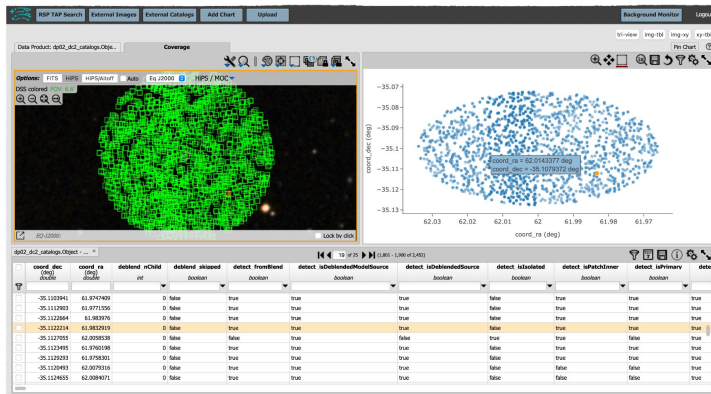 RSP TAP Search External Images External Catalogs Add Chart Upload Background Monitor Logou
tri-view img-tbl img-xy xy-tbl
Data Product: dp02_dc2_catalogs.Obje... Coverage Pin Chart
Options: FITS HiPS HiPS/Aitoff Auto Eq J2000 HiPS / MOC
DSS colored FOV: 6.6'
EQ-J2000: Lock by click
coord_dec (deg)
−35.07
−35.08
−35.09
−35.1
−35.11
−35.12
−35.13
coord_ra = 62.0143377 deg
coord_dec = -35.1079372 deg
62.03 62.02 62.01 62 61.99 61.98 61.97
coord_ra (deg)
dp02_dc2_catalogs.Object - ... × 19 of 25 (1,801 - 1,900 of 2,452)
coord_dec coord_ra deblend_nChild deblend_skipped detect_fromBlend detect_isDeblendedModelSource detect_isDeblendedSource detect_isIsolated detect_isPatchInner detect_isPrimary dete
(deg) (deg)
double double int boolean boolean boolean boolean boolean boolean boolean
-35.1103941 61.9747409 0 false true true true false true true
-35.1112903 61.9771556 0 false true true true false true true
-35.1122664 61.983976 0 false true true true false true true
-35.1122214 61.9832919 0 false true true true false true true
-35.1127055 62.0058538 0 false false true false true true true
-35.1123495 61.9760198 0 false true true true false true true
-35.1129293 61.9758301 0 false true true true false true true
-35.1120493 62.0079316 0 false true true true false false false
-35.1124655 62.0084071 0 false true true true false false false